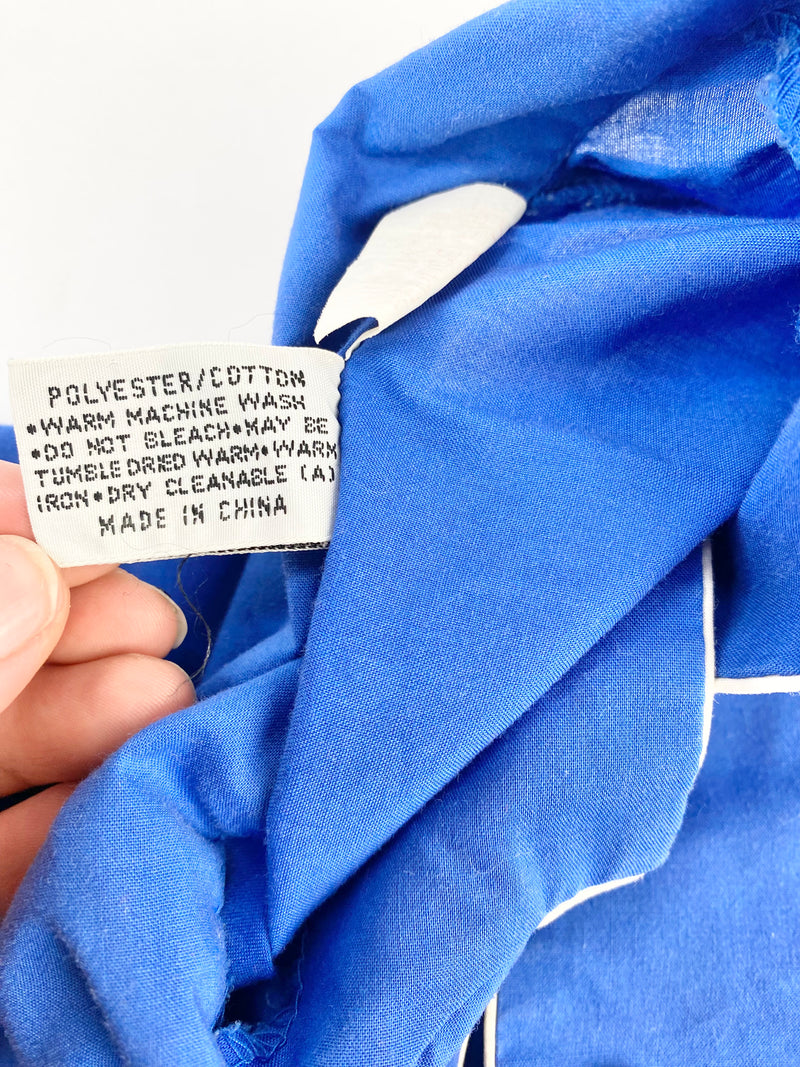 POLYESTER/COTTON
•WARM MACHINE WASH
•DO NOT BLEACH•MAY BE
TUMBLE DRIED WARM•WARM
IRON•DRY CLEANABLE (A)
MADE IN CHINA